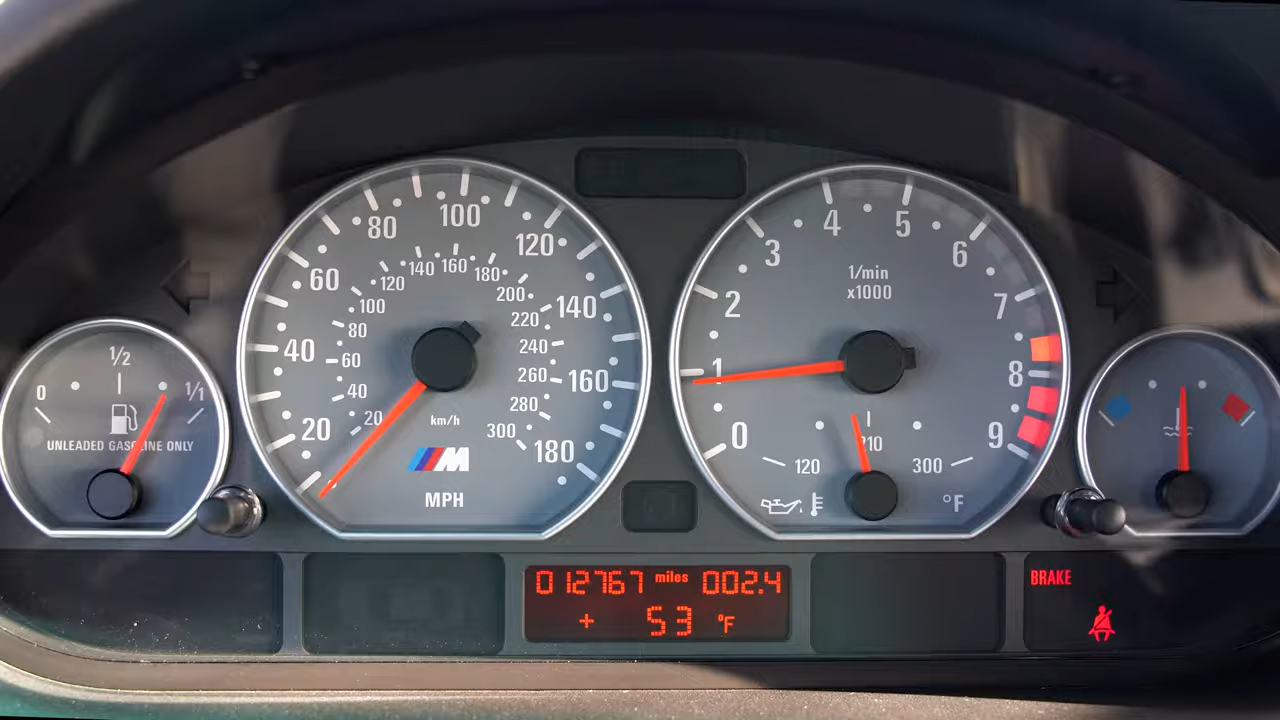 0 1/2 1/1
UNLEADED GASOLINE ONLY
20 40 60 80 100 120 140 160 180
20 40 60 80 100 120 140 160 180 200 220 240 260 280 300
km/h
M
MPH
0 1 2 3 4 5 6 7 8 9
1/min
x1000
120 210 300
°F
012767 miles 002.4
+ 53 °F
BRAKE